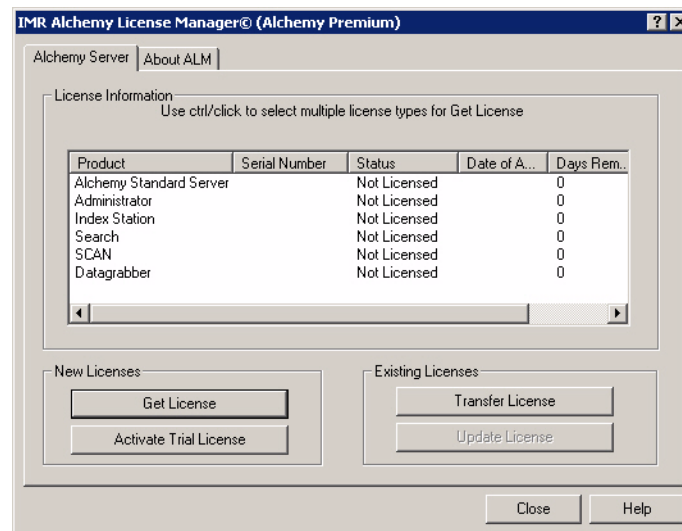 IMR Alchemy License Manager© (Alchemy Premium)
Alchemy Server About ALM
License Information
Use ctrl/click to select multiple license types for Get License
Product Serial Number Status Date of A... Days Rem..
Alchemy Standard Server Not Licensed 0
Administrator Not Licensed 0
Index Station Not Licensed 0
Search Not Licensed 0
SCAN Not Licensed 0
Datagrabber Not Licensed 0
New Licenses Existing Licenses
Get License Transfer License
Activate Trial License Update License
Close Help